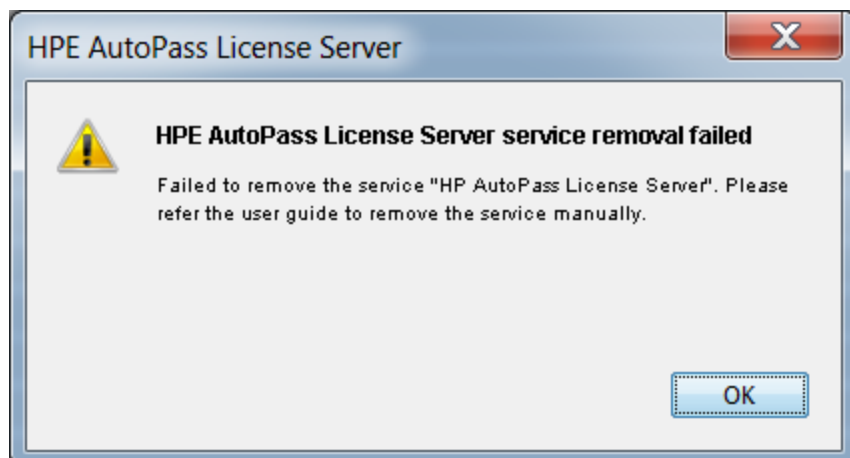 HPE AutoPass License Server
HPE AutoPass License Server service removal failed
Failed to remove the service "HP AutoPass License Server". Please
refer the user guide to remove the service manually.
OK